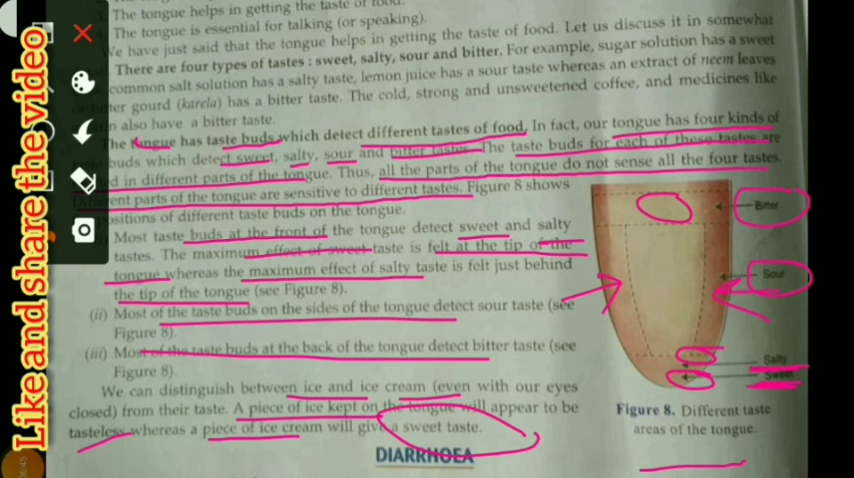 The tongue helps in getting the taste of food.
The tongue is essential for talking (or speaking).
We have just said that the tongue helps in getting the taste of food. Let us discuss it in somewhat
There are four types of tastes : sweet, salty, sour and bitter. For example, sugar solution has a sweet
common salt solution has a salty taste, lemon juice has a sour taste whereas an extract of neem leaves
gourd (karela) has a bitter taste. The cold, strong and unsweetened coffee, and medicines like
also have a bitter taste.
The tongue has taste buds which detect different tastes of food. In fact, our tongue has four kinds of
buds which detect sweet, salty, sour and bitter tastes. The taste buds for each of these tastes are
in different parts of the tongue. Thus, all the parts of the tongue do not sense all the four tastes.
Different parts of the tongue are sensitive to different tastes. Figure 8 shows
positions of different taste buds on the tongue.
Most taste buds at the front of the tongue detect sweet and salty
tastes. The maximum effect of sweet taste is felt at the tip of the
tongue whereas the maximum effect of salty taste is felt just behind
the tip of the tongue (see Figure 8).
(ii) Most of the taste buds on the sides of the tongue detect sour taste (see
Figure 8).
(iii) Most of the taste buds at the back of the tongue detect bitter taste (see
Figure 8).
We can distinguish between ice and ice cream (even with our eyes
closed) from their taste. A piece of ice kept on the tongue will appear to be
tasteless whereas a piece of ice cream will give a sweet taste.
DIARRHOEA
Bitter
Sour
Salty
Sweet
Figure 8. Different taste
areas of the tongue.
Like and share the video
06:45